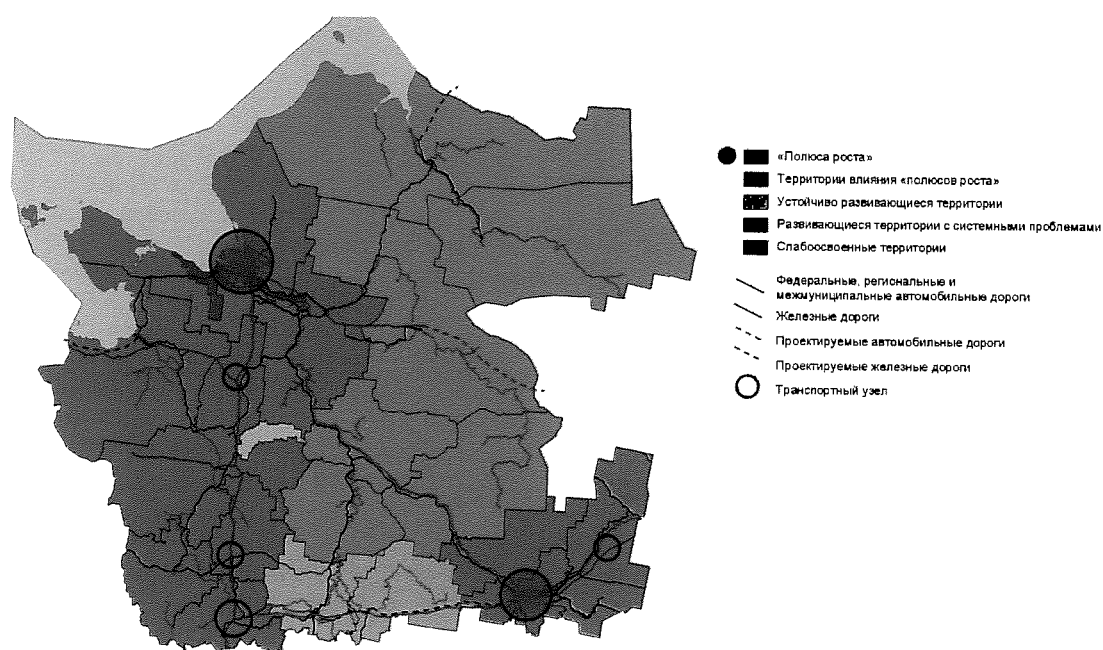 «Полюса роста»
Территории влияния «полюсов роста»
Устойчиво развивающиеся территории
Развивающиеся территории с системными проблемами
Слабоосвоенные территории
Федеральные, региональные и
межмуниципальные автомобильные дороги
Железные дороги
Проектируемые автомобильные дороги
Проектируемые железные дороги
Транспортный узел